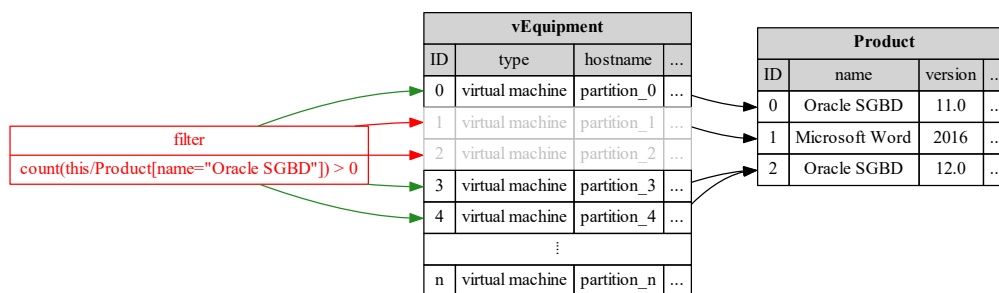 vEquipment
ID type hostname ...
0 virtual machine partition_0 ...
1 virtual machine partition_1 ...
2 virtual machine partition_2 ...
3 virtual machine partition_3 ...
4 virtual machine partition_4 ...
⁞
n virtual machine partition_n ...
filter
count(this/Product[name="Oracle SGBD"]) > 0
Product
ID name version ...
0 Oracle SGBD 11.0 ...
1 Microsoft Word 2016 ...
2 Oracle SGBD 12.0 ...